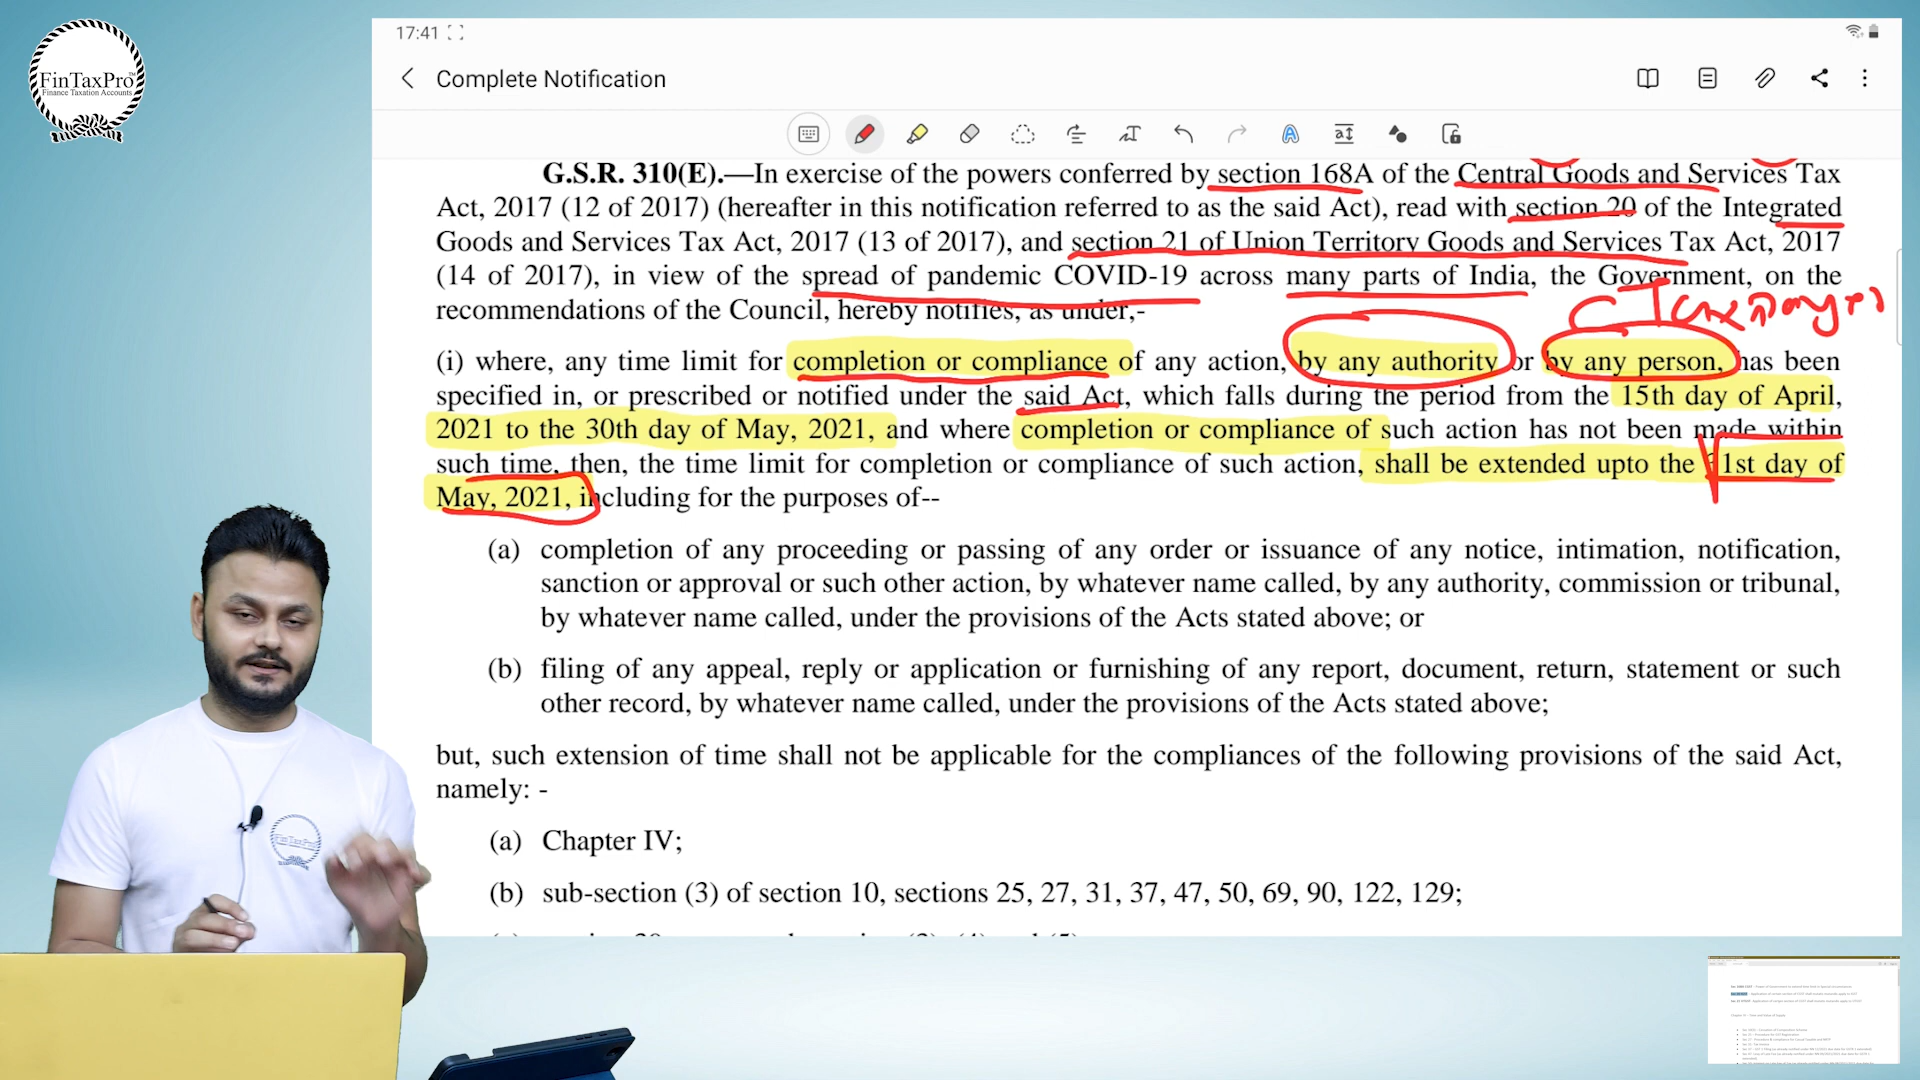 FinTaxPro
Finance Taxation Accounts
17:41
Complete Notification
G.S.R. 310(E).—In exercise of the powers conferred by section 168A of the Central Goods and Services Tax
Act, 2017 (12 of 2017) (hereafter in this notification referred to as the said Act), read with section 20 of the Integrated
Goods and Services Tax Act, 2017 (13 of 2017), and section 21 of Union Territory Goods and Services Tax Act, 2017
(14 of 2017), in view of the spread of pandemic COVID-19 across many parts of India, the Government, on the
recommendations of the Council, hereby notifies, as under,-
(i) where, any time limit for completion or compliance of any action, by any authority or by any person, has been
specified in, or prescribed or notified under the said Act, which falls during the period from the 15th day of April,
2021 to the 30th day of May, 2021, and where completion or compliance of such action has not been made within
such time, then, the time limit for completion or compliance of such action, shall be extended upto the 31st day of
May, 2021, including for the purposes of--
(a) completion of any proceeding or passing of any order or issuance of any notice, intimation, notification,
sanction or approval or such other action, by whatever name called, by any authority, commission or tribunal,
by whatever name called, under the provisions of the Acts stated above; or
(b) filing of any appeal, reply or application or furnishing of any report, document, return, statement or such
other record, by whatever name called, under the provisions of the Acts stated above;
but, such extension of time shall not be applicable for the compliances of the following provisions of the said Act,
namely: -
(a) Chapter IV;
(b) sub-section (3) of section 10, sections 25, 27, 31, 37, 47, 50, 69, 90, 122, 129;